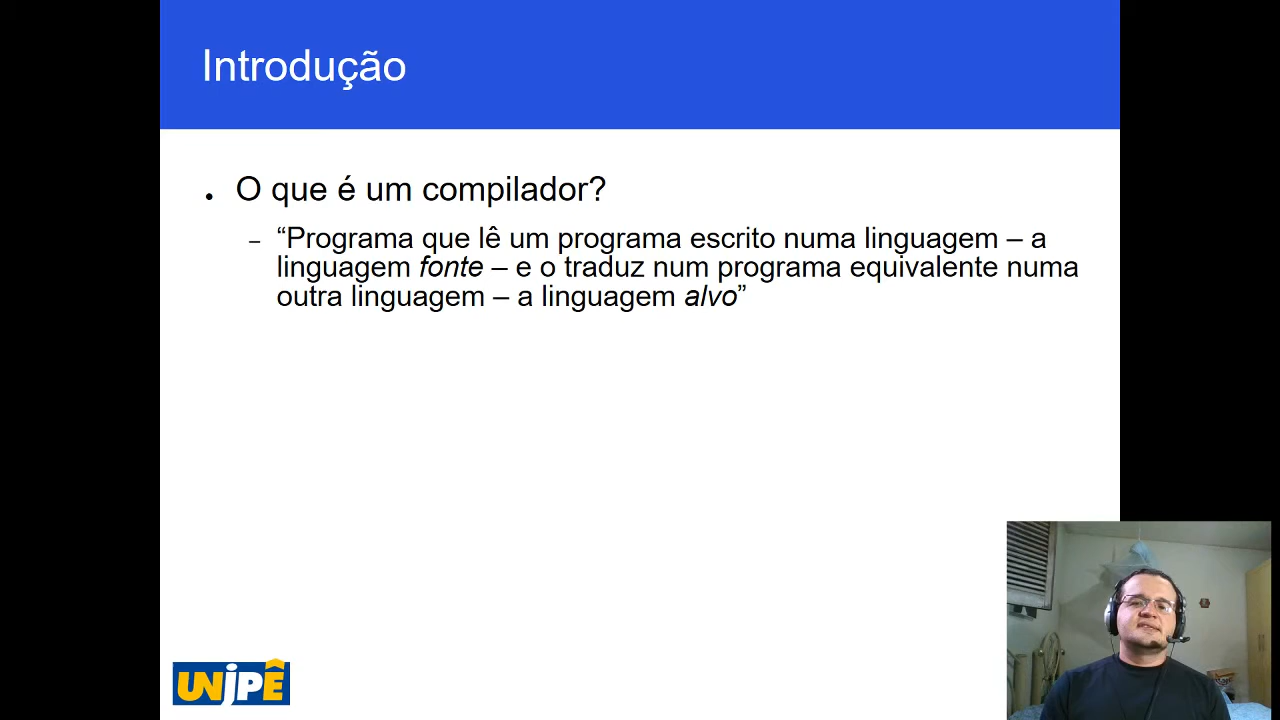 Introdução
• O que é um compilador?
– “Programa que lê um programa escrito numa linguagem – a
linguagem fonte – e o traduz num programa equivalente numa
outra linguagem – a linguagem alvo”
UNIPÊ